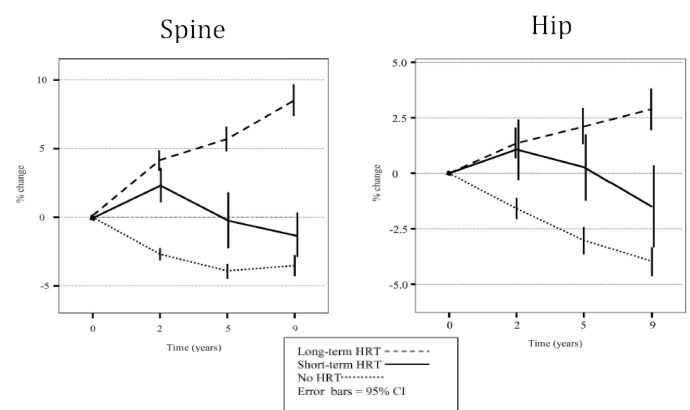 Spine
10
5
0
-5
% change
0 2 5 9
Time (years)
Hip
5.0
2.5
0
-2.5
-5.0
% change
0 2 5 9
Time (years)
Long-term HRT
Short-term HRT
No HRT
Error bars = 95% CI